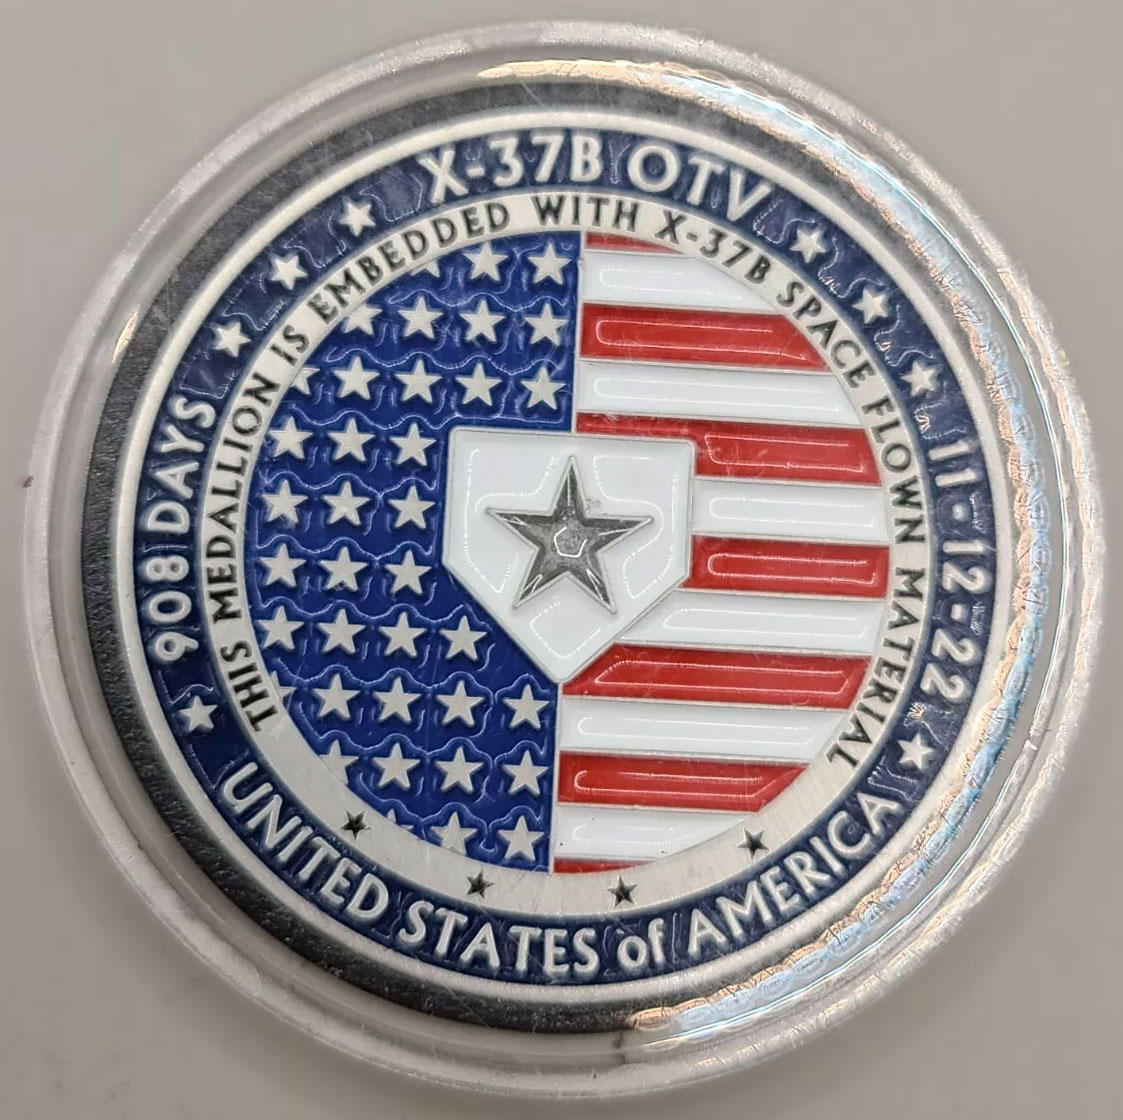 X-37B OTV
THIS MEDALLION IS EMBEDDED WITH X-37B SPACE FLOWN MATERIAL
908 DAYS
11-12-22
UNITED STATES of AMERICA